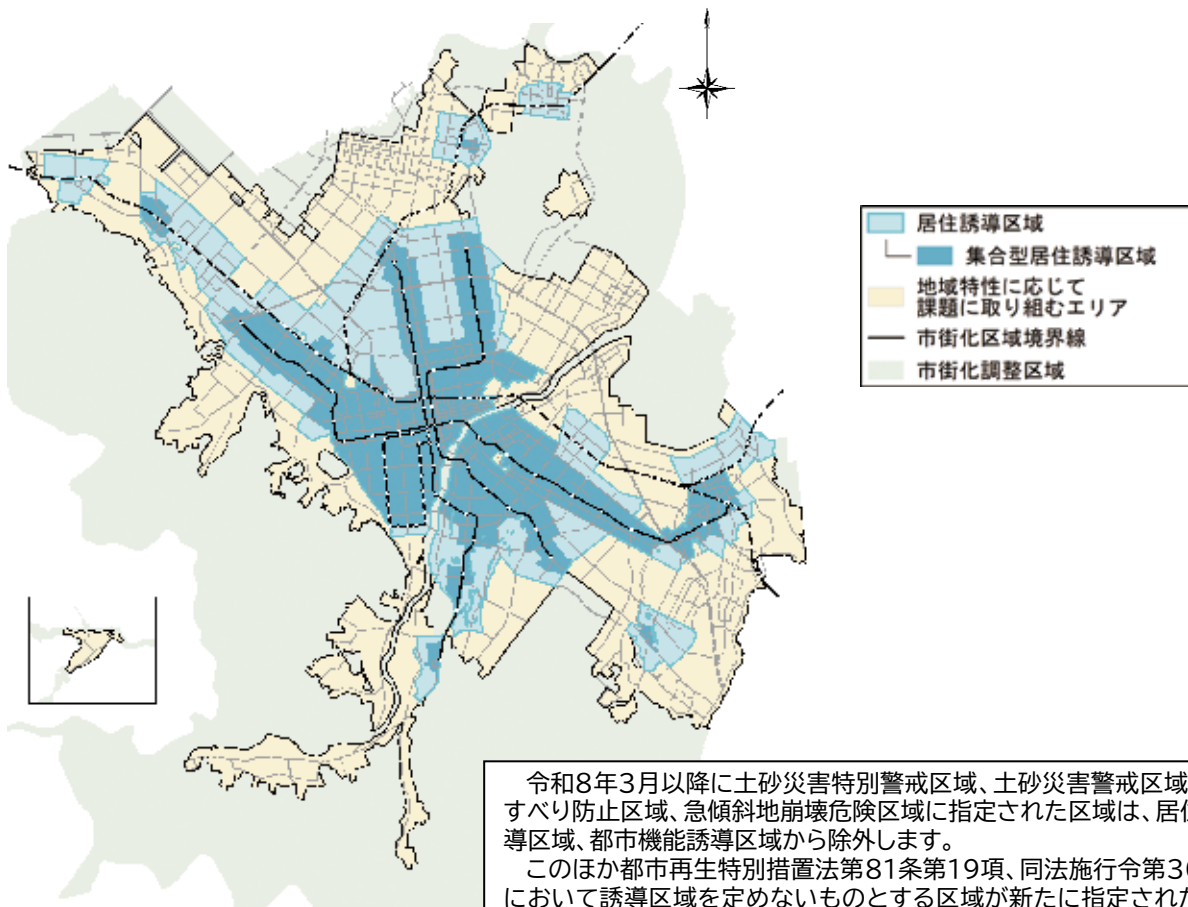 居住誘導区域
集合型居住誘導区域
地域特性に応じて
課題に取り組むエリア
市街化区域境界線
市街化調整区域
令和8年3月以降に土砂災害特別警戒区域、土砂災害警戒区域
すべり防止区域、急傾斜地崩壊危険区域に指定された区域は、居住
導区域、都市機能誘導区域から除外します。
このほか都市再生特別措置法第81条第19項、同法施行令第3
において誘導区域を定めないものとする区域が新たに指定された